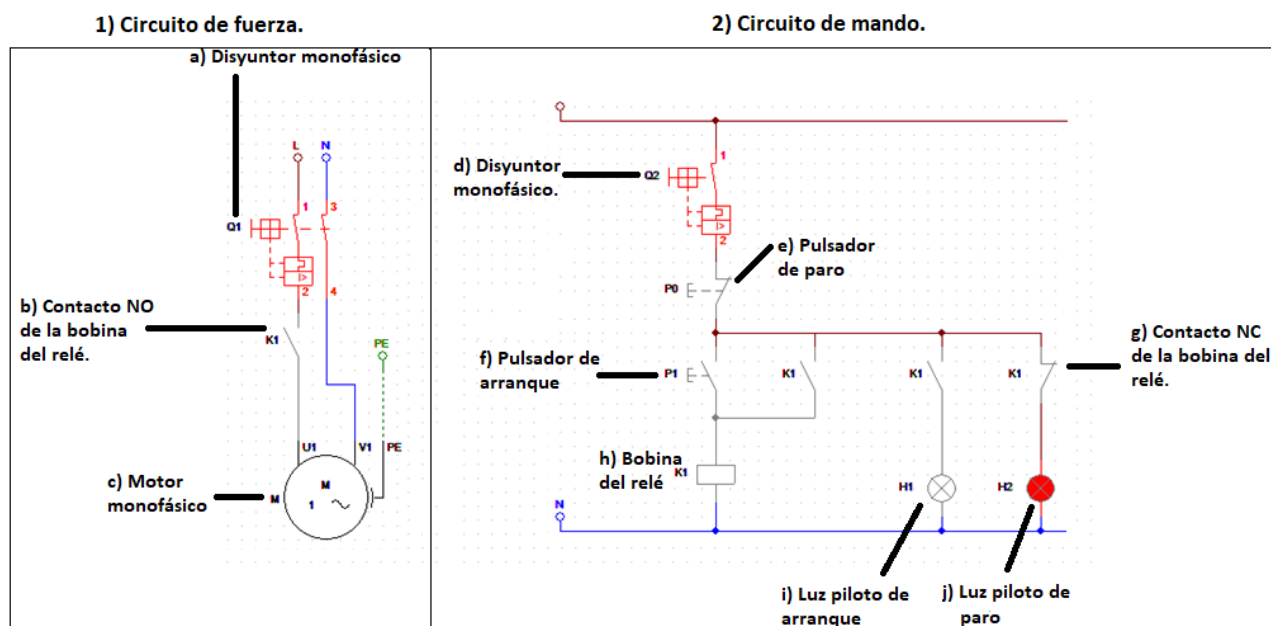 1) Circuito de fuerza.
2) Circuito de mando.
a) Disyuntor monofásico
L
N
1
3
Q1
2
4
b) Contacto NO
de la bobina
del relé.
K1
PE
U1
V1
PE
c) Motor
monofásico
M
M
1
d) Disyuntor
monofásico.
Q2
1
2
e) Pulsador
de paro
P0
f) Pulsador de
arranque
P1
K1
K1
K1
g) Contacto NC
de la bobina del
relé.
h) Bobina
del relé
K1
H1
H2
N
i) Luz piloto de
arranque
j) Luz piloto de
paro